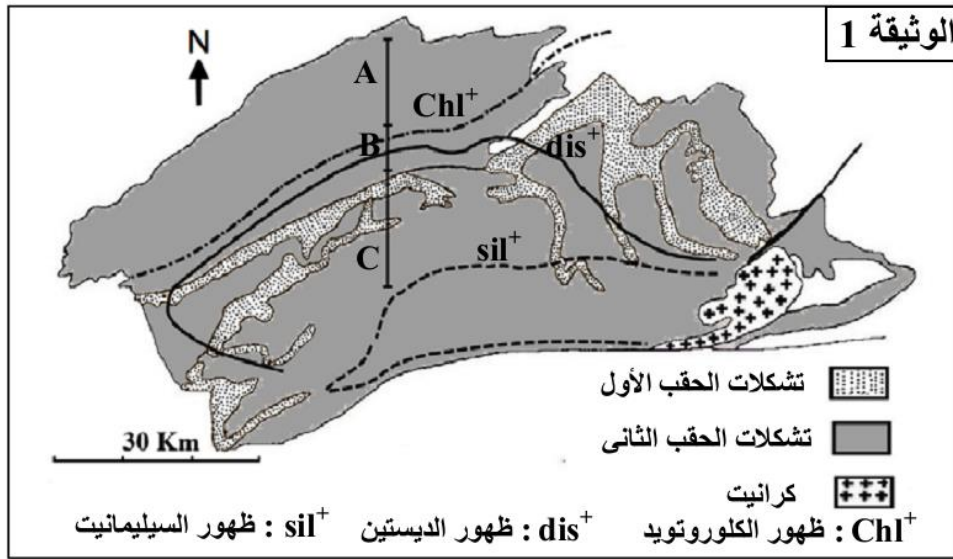 الوثيقة 1
N
A
Chl+
B
dis+
sil+
C
تشكلات الحقب الأول
تشكلات الحقب الثانى
كرانيت
30 Km
Chl+ : ظهور الكلوروتويد dis+ : ظهور الديستين sil+ : ظهور السيليمانيت